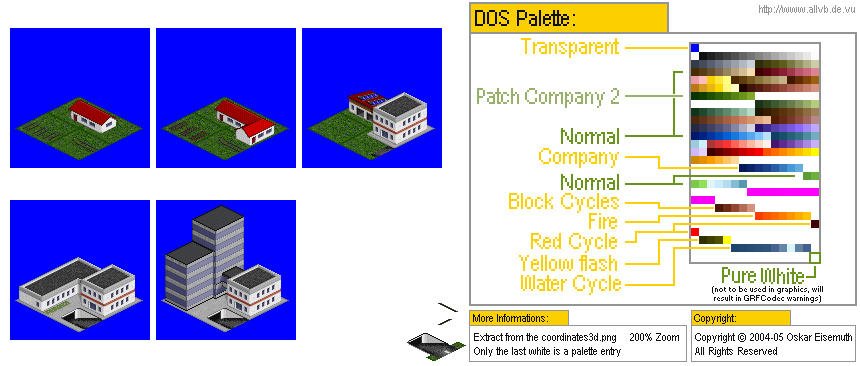 http://www.allvb.de.vu
DOS Palette:
Transparent
Patch Company 2
Normal
Company
Normal
Block Cycles
Fire
Red Cycle
Yellow flash
Water Cycle
Pure White
(not to be used in graphics, will
result in GRFCodec warnings)
More Informations:
Extract from the coordinates3d.png 200% Zoom
Only the last white is a palette entry
Copyright:
Copyright © 2004-05 Oskar Eisemuth
All Rights Reserved